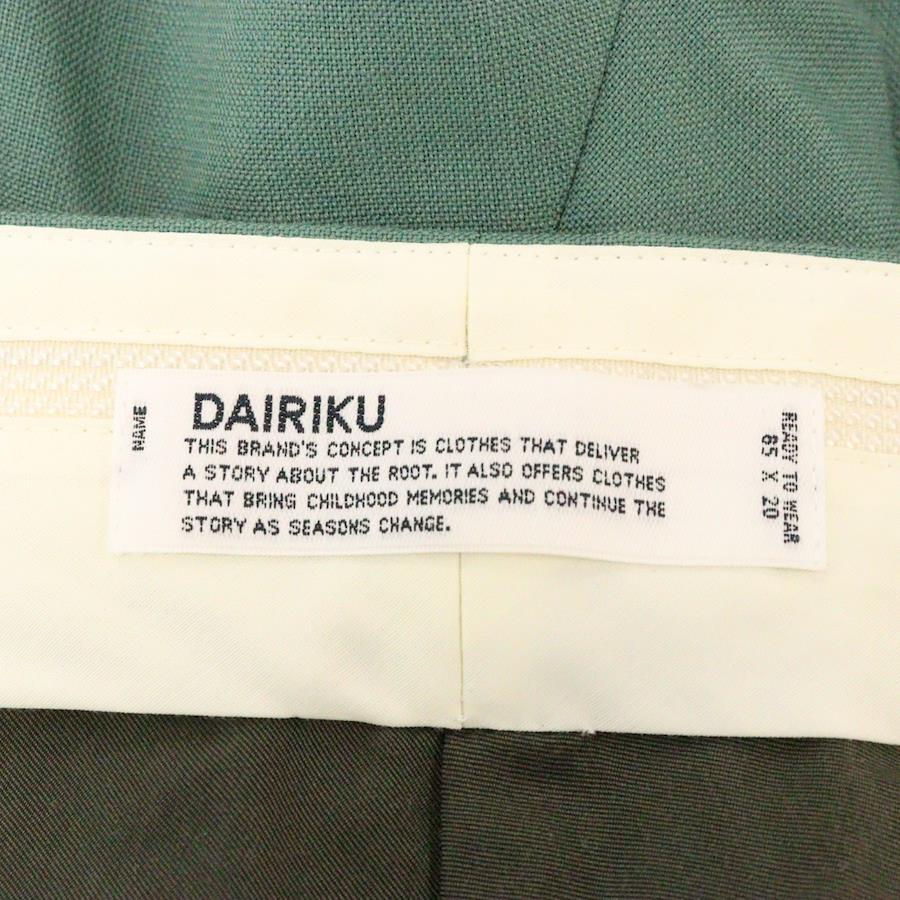 NAME
DAIRIKU
THIS BRAND'S CONCEPT IS CLOTHES THAT DELIVER
A STORY ABOUT THE ROOT. IT ALSO OFFERS CLOTHES
THAT BRING CHILDHOOD MEMORIES AND CONTINUE THE
STORY AS SEASONS CHANGE.
READY TO WEAR
65 X 20